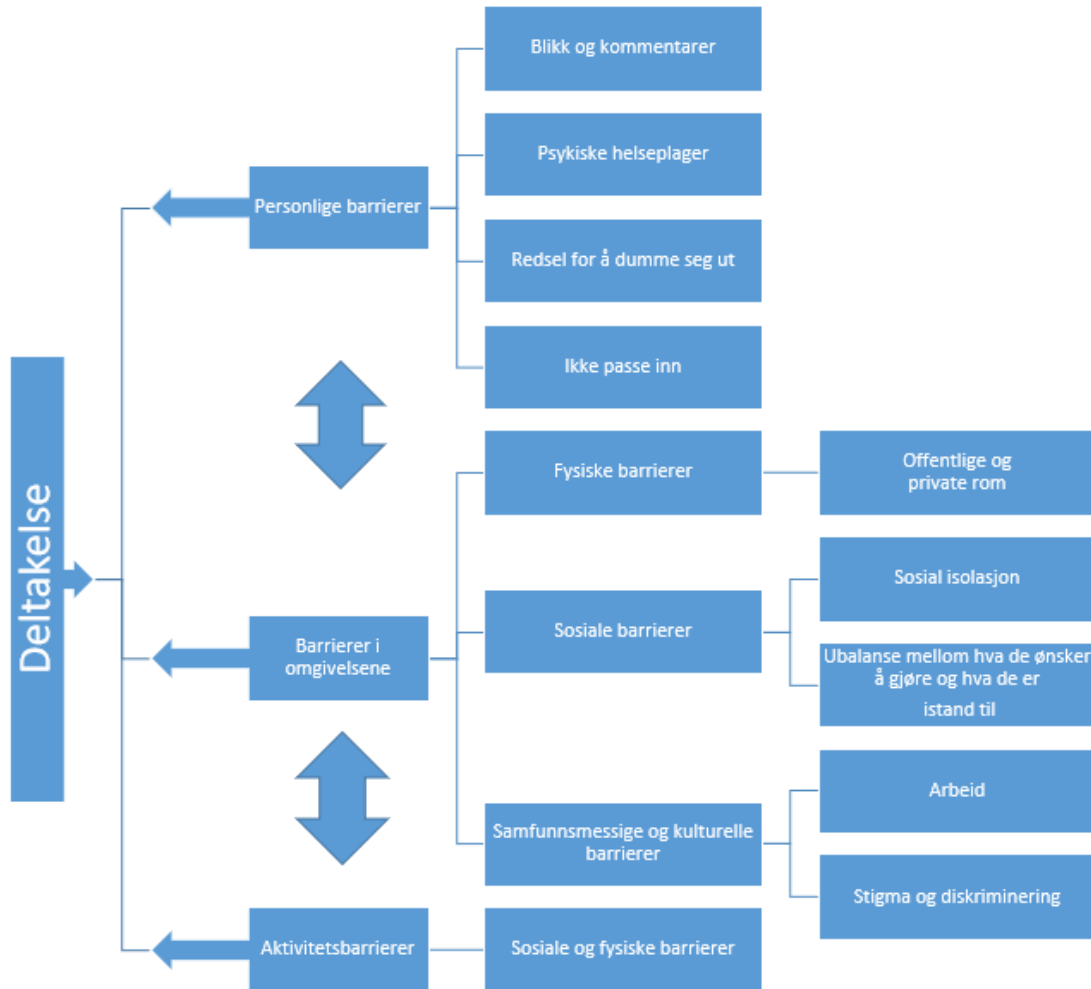 Deltakelse
Personlige barrierer
Blikk og kommentarer
Psykiske helseplager
Redsel for å dumme seg ut
Ikke passe inn
Barrierer i
omgivelsene
Fysiske barrierer
Offentlige og
private rom
Sosiale barrierer
Sosial isolasjon
Ubalanse mellom hva de ønsker
å gjøre og hva de er
istand til
Samfunnsmessige og kulturelle
barrierer
Arbeid
Stigma og diskriminering
Aktivitetsbarrierer
Sosiale og fysiske barrierer